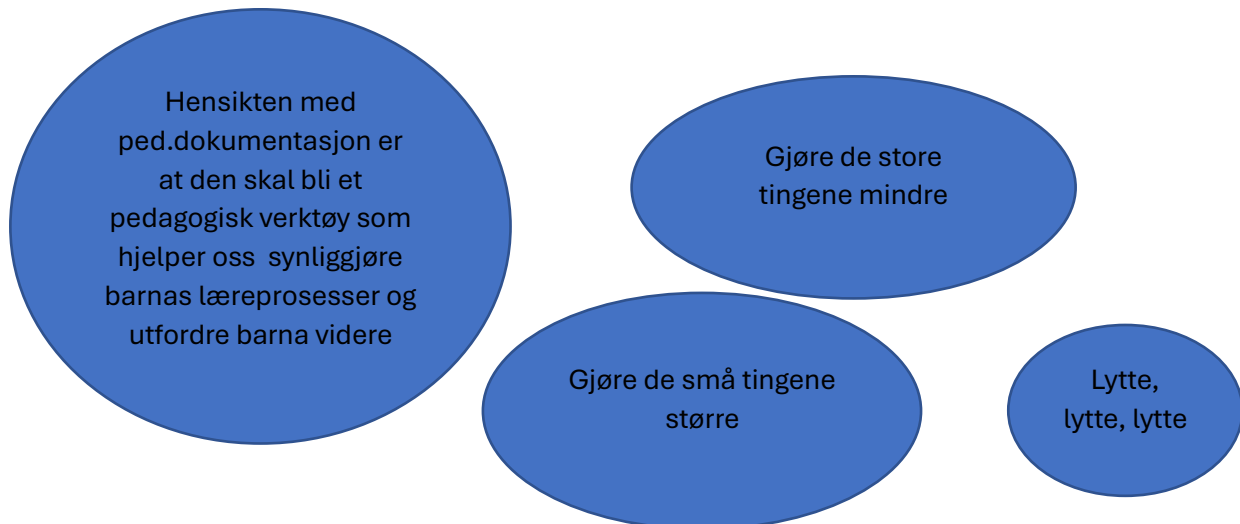 Hensikten med
ped.dokumentasjon er
at den skal bli et
pedagogisk verktøy som
hjelper oss  synliggjøre
barnas læreprosesser og
utfordre barna videre
Gjøre de store
tingene mindre
Gjøre de små tingene
større
Lytte,
lytte, lytte